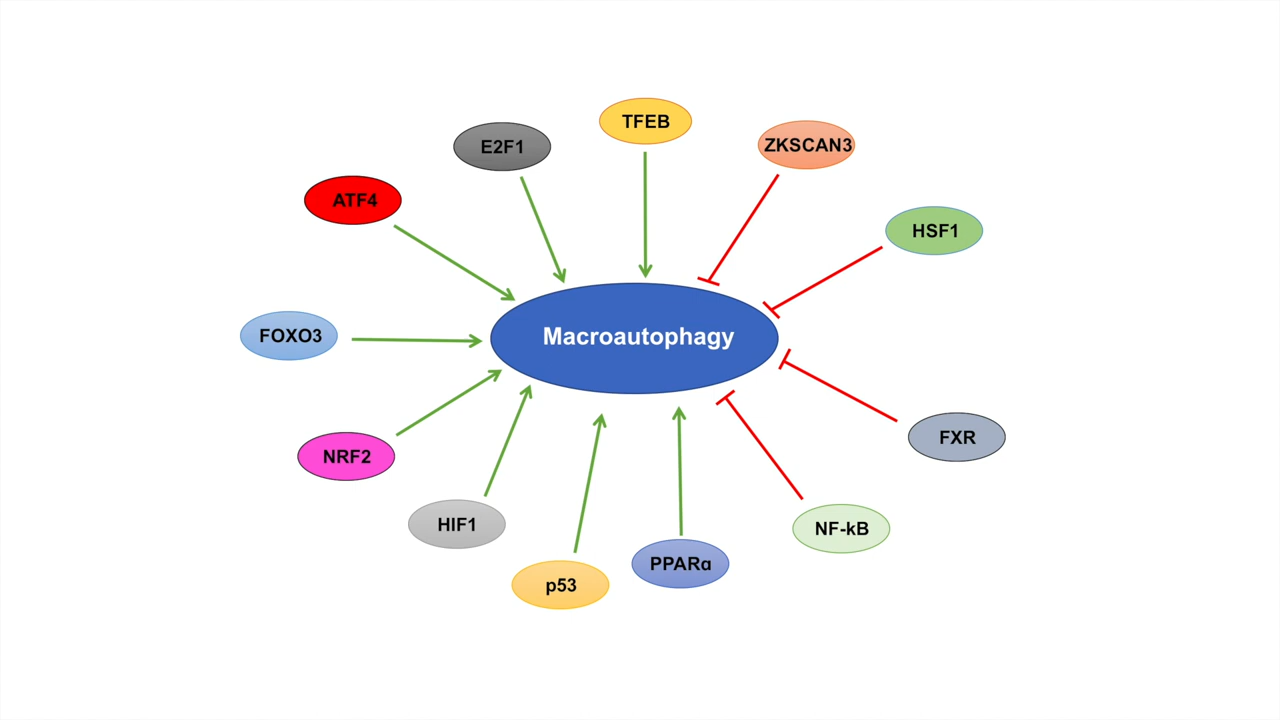 TFEB
E2F1
ZKSCAN3
ATF4
HSF1
FOXO3
Macroautophagy
FXR
NRF2
HIF1
NF-kB
PPARα
p53